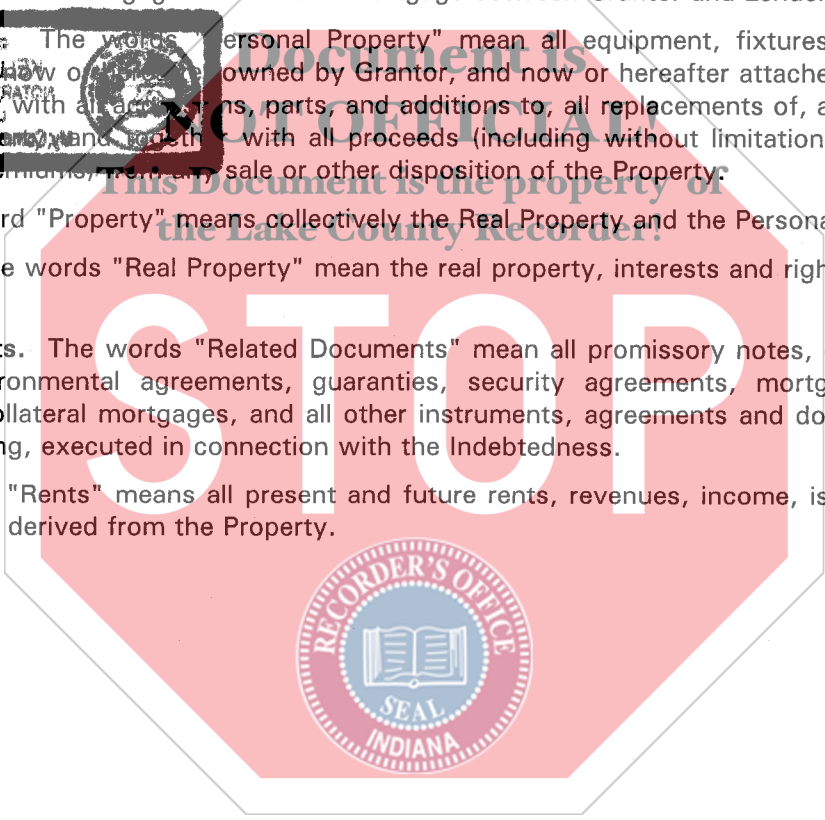 The words "Personal Property" mean all equipment, fixtures
now or hereafter owned by Grantor, and now or hereafter attache
with all accessions, parts, and additions to, all replacements of, a
and together with all proceeds (including without limitation
from any sale or other disposition of the Property.
rd "Property" means collectively the Real Property and the Persona
e words "Real Property" mean the real property, interests and righ
ts. The words "Related Documents" mean all promissory notes,
ronmental agreements, guaranties, security agreements, mortg
ollateral mortgages, and all other instruments, agreements and do
ng, executed in connection with the Indebtedness.
"Rents" means all present and future rents, revenues, income, is
derived from the Property.
Document is
NOT OFFICIAL!
This Document is the property of
the Lake County Recorder!
STOP
RECORDER'S OFFICE
SEAL
INDIANA